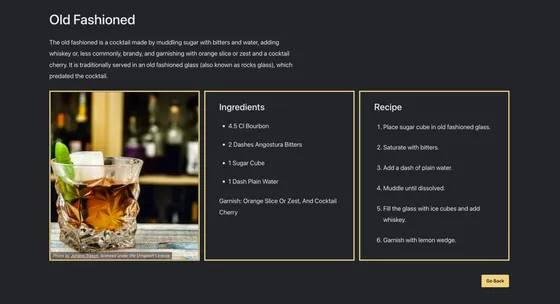 Old Fashioned
The old fashioned is a cocktail made by muddling sugar with bitters and water, adding
whiskey or, less commonly, brandy, and garnishing with orange slice or zest and a cocktail
cherry. It is traditionally served in an old fashioned glass (also known as rocks glass), which
predated the cocktail.
Photo by Johann Trasch, licensed under the Unsplash License
Ingredients
• 4.5 Cl Bourbon
• 2 Dashes Angostura Bitters
• 1 Sugar Cube
• 1 Dash Plain Water
Garnish: Orange Slice Or Zest, And Cocktail
Cherry
Recipe
1. Place sugar cube in old fashioned glass.
2. Saturate with bitters.
3. Add a dash of plain water.
4. Muddle until dissolved.
5. Fill the glass with ice cubes and add
whiskey.
6. Garnish with lemon wedge.
Go Back